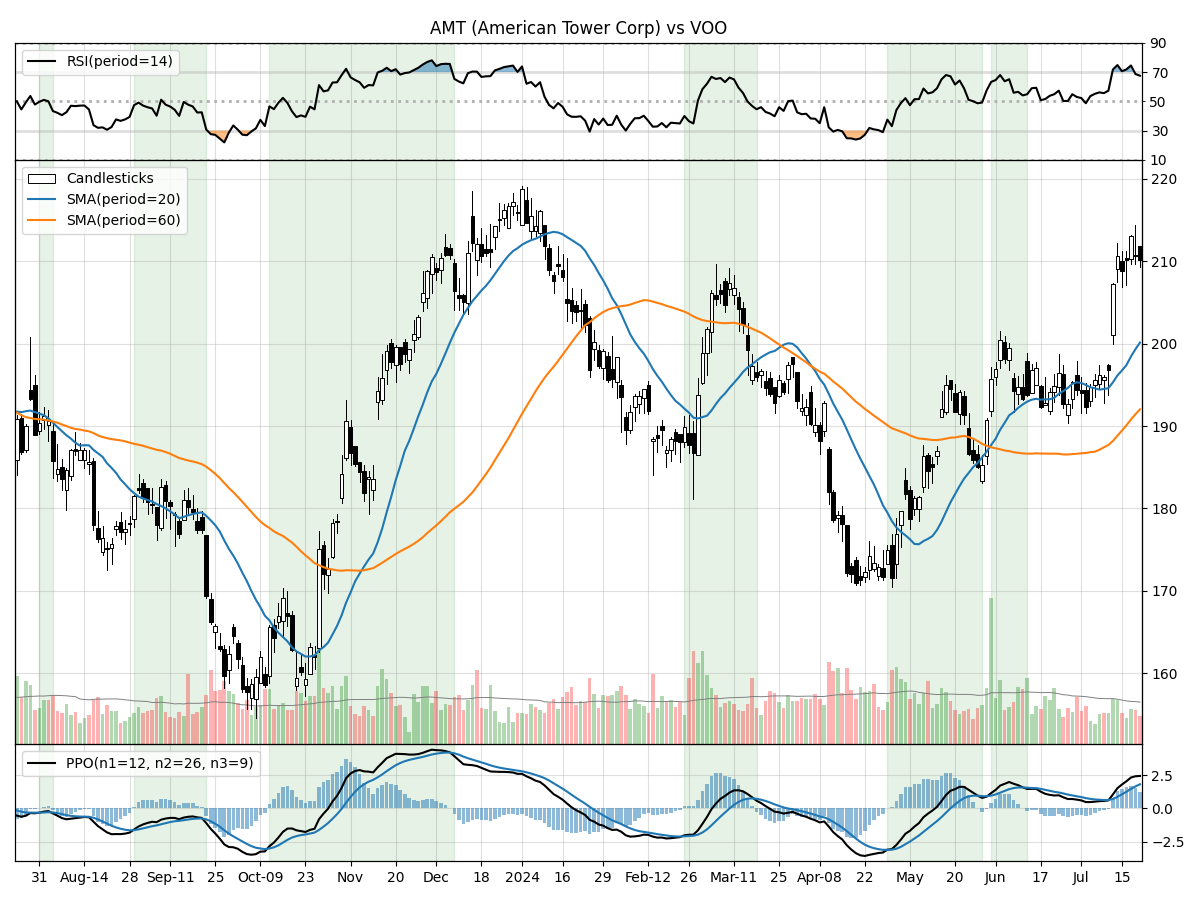 AMT (American Tower Corp) vs VOO
RSI(period=14)
90
70
50
30
10
Candlesticks
SMA(period=20)
SMA(period=60)
220
210
200
190
180
170
160
PPO(n1=12, n2=26, n3=9)
2.5
0.0
−2.5
31 Aug-14 28 Sep-11 25 Oct-09 23 Nov 20 Dec 18 2024 16 29 Feb-12 26 Mar-11 25 Apr-08 22 May 20 Jun 17 Jul 15